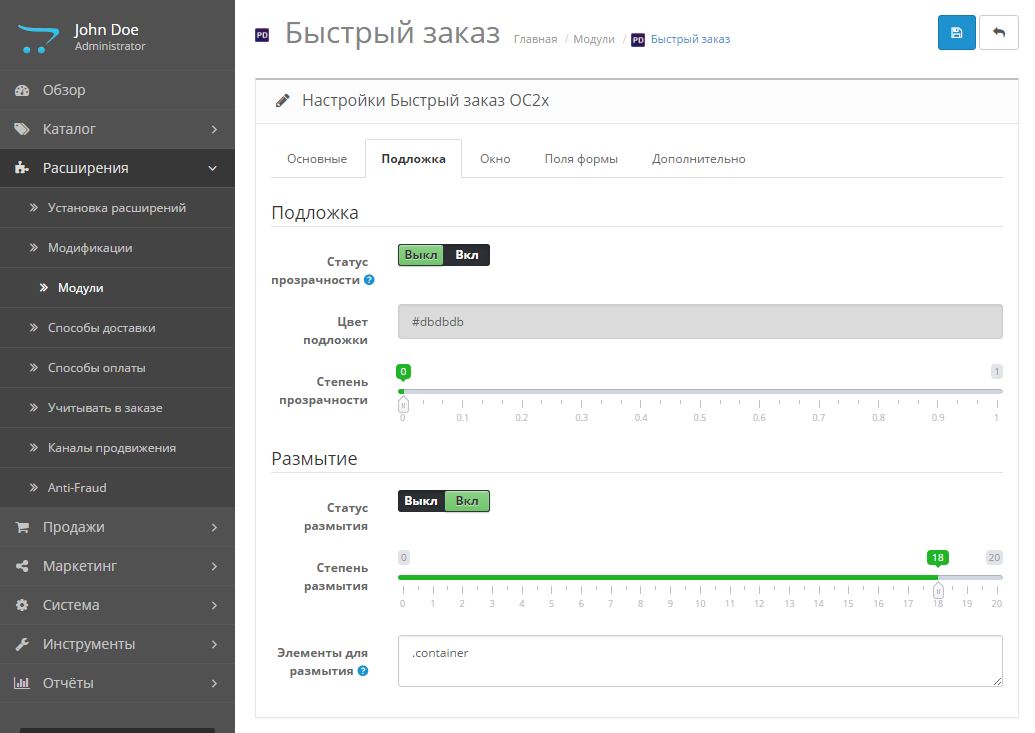 John Doe
Administrator
Обзор
Каталог
Расширения
Установка расширений
Модификации
Модули
Способы доставки
Способы оплаты
Учитывать в заказе
Каналы продвижения
Anti-Fraud
Продажи
Маркетинг
Система
Инструменты
Отчёты
PD Быстрый заказ Главная / Модули / PD Быстрый заказ
Настройки Быстрый заказ OC2x
Основные Подложка Окно Поля формы Дополнительно
Подложка
Статус
прозрачности ?
Выкл Вкл
Цвет
подложки
#dbdbdb
Степень
прозрачности
0 1
0 0.1 0.2 0.3 0.4 0.5 0.6 0.7 0.8 0.9 1
Размытие
Статус
размытия
Выкл Вкл
Степень
размытия
0 18 20
0 1 2 3 4 5 6 7 8 9 10 11 12 13 14 15 16 17 18 19 20
Элементы для
размытия ?
.container